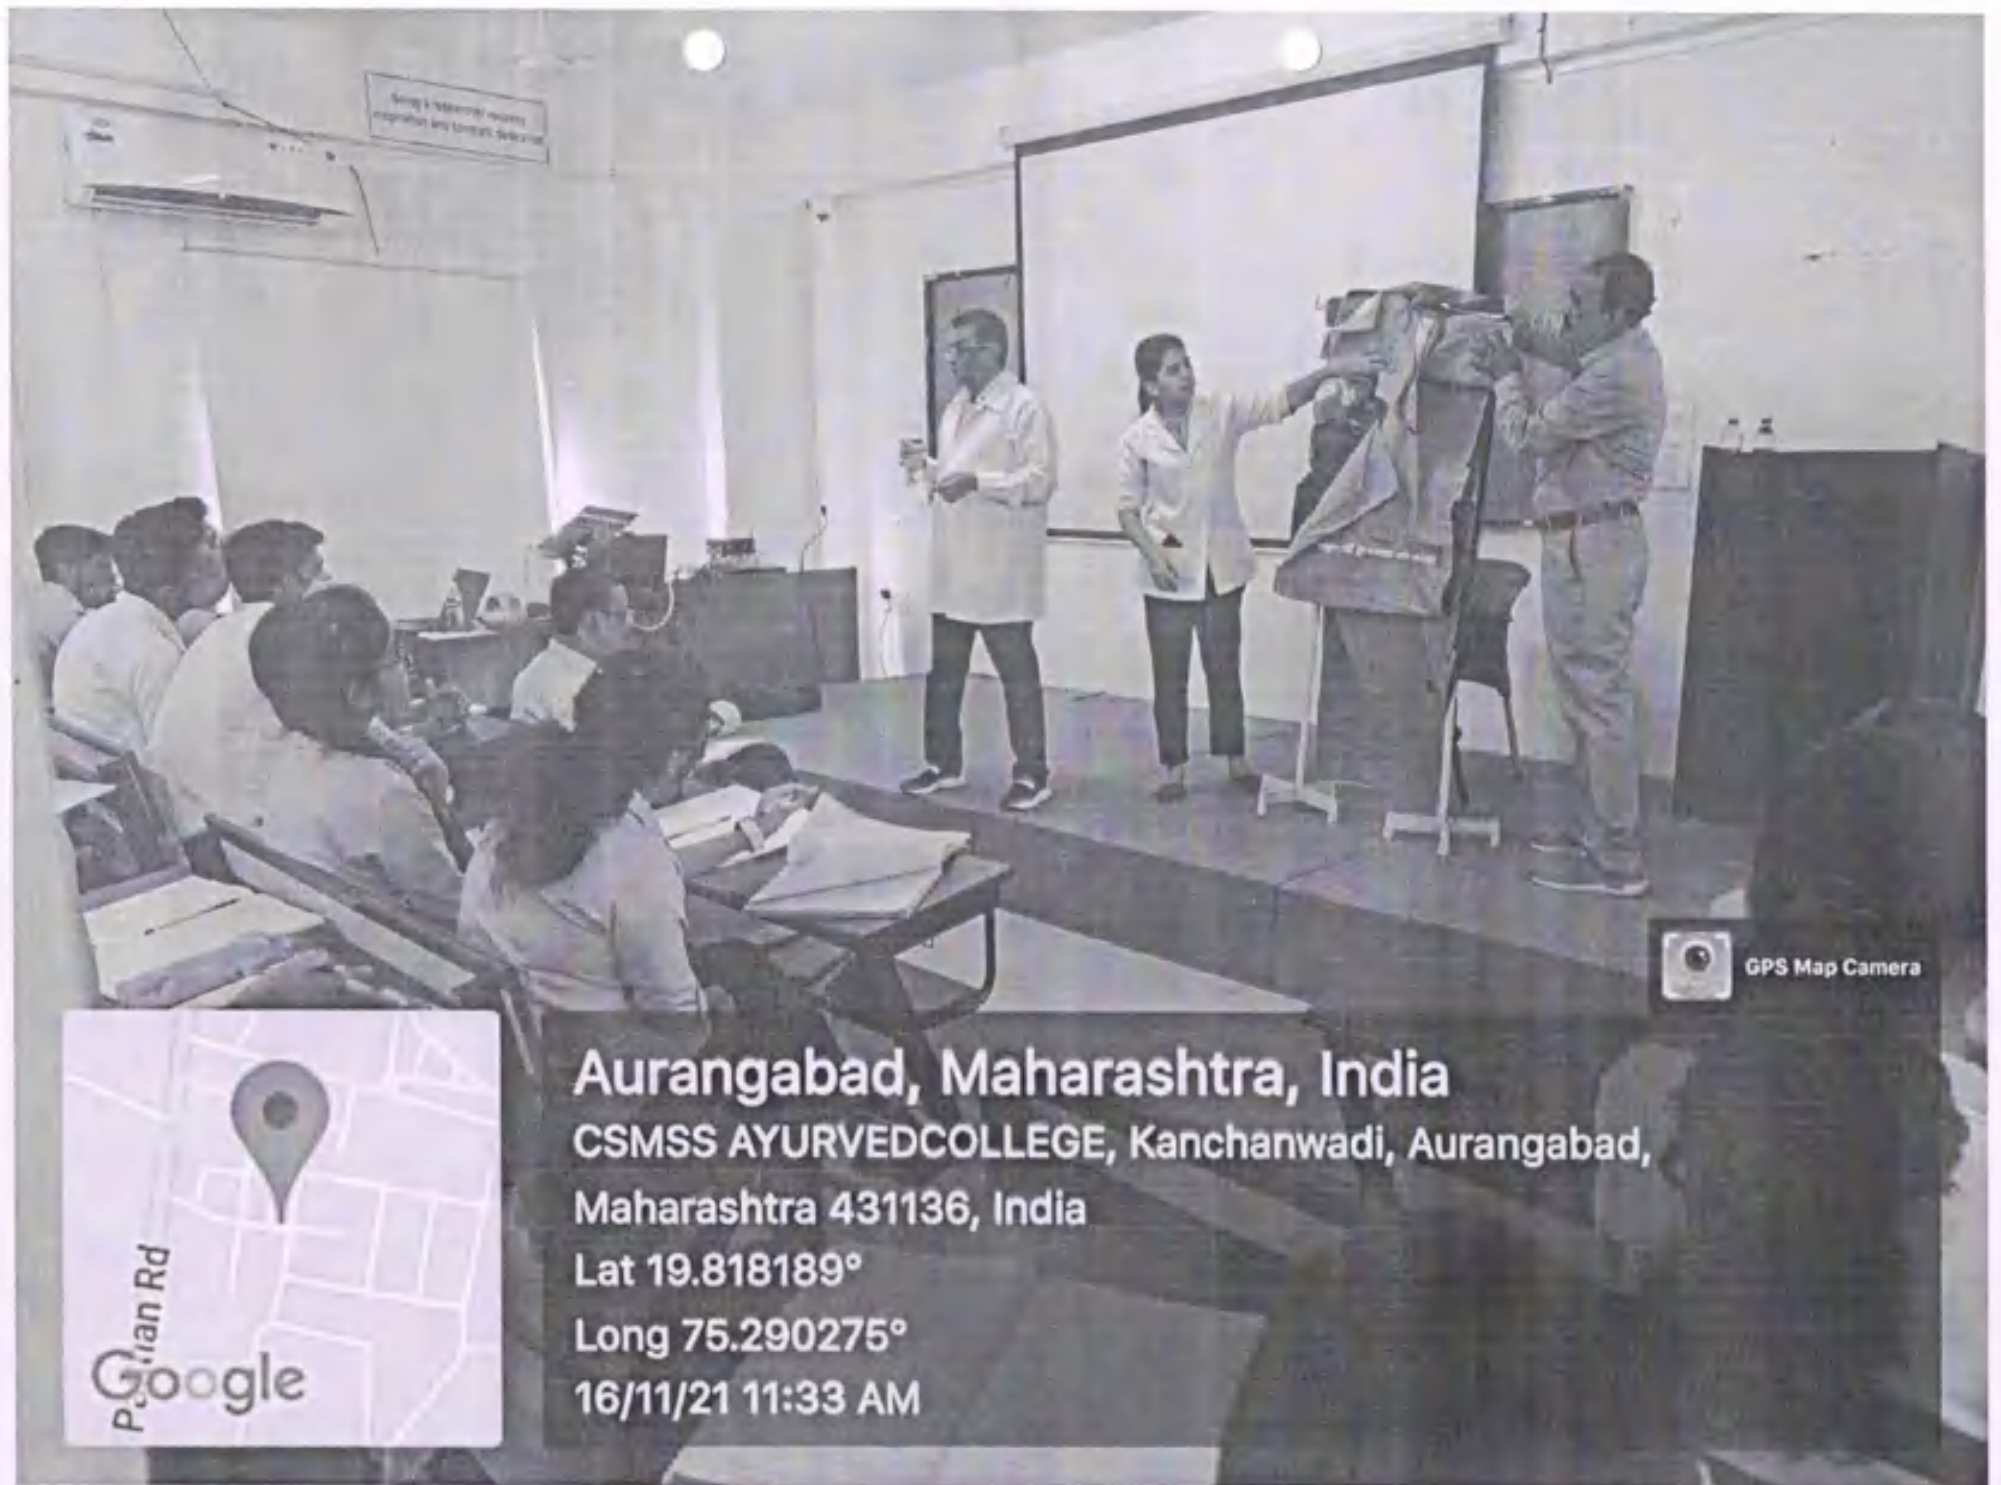 GPS Map Camera
Aurangabad, Maharashtra, India
CSMSS AYURVEDCOLLEGE, Kanchanwadi, Aurangabad,
Maharashtra 431136, India
Lat 19.818189°
Long 75.290275°
16/11/21 11:33 AM
Rd
Google